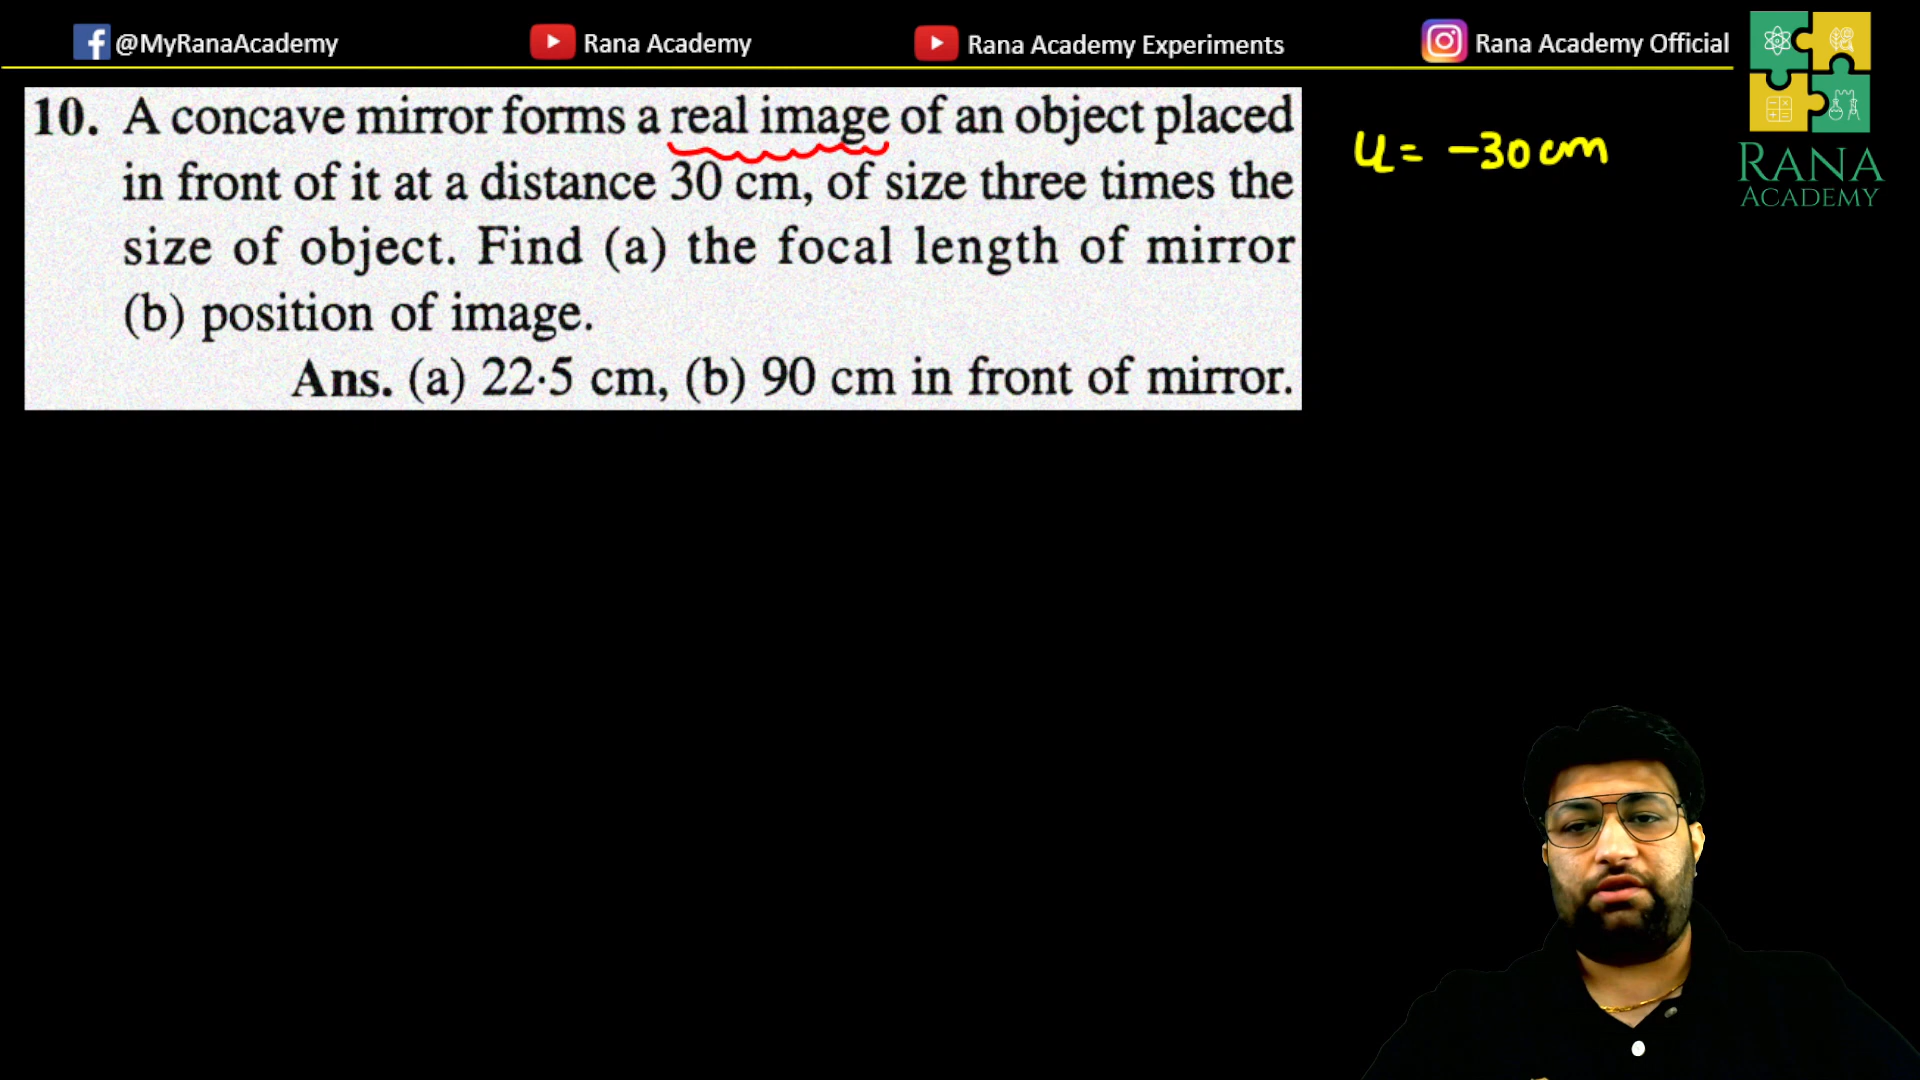 @MyRanaAcademy
Rana Academy
Rana Academy Experiments
Rana Academy Official
RANA
ACADEMY
10. A concave mirror forms a real image of an object placed
in front of it at a distance 30 cm, of size three times the
size of object. Find (a) the focal length of mirror
(b) position of image.
Ans. (a) 22·5 cm, (b) 90 cm in front of mirror.
u = -30 cm